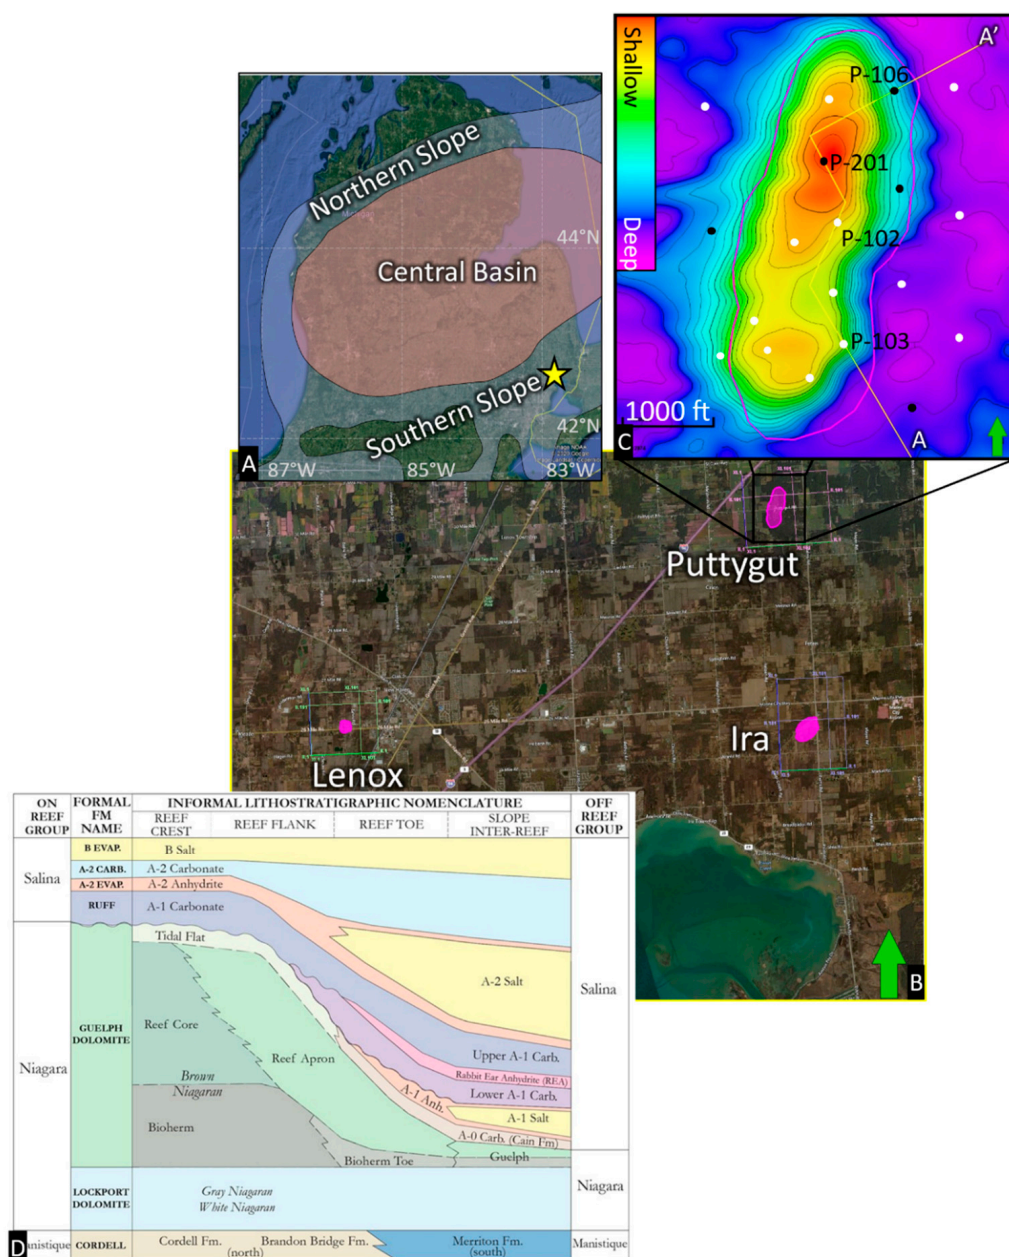 Northern Slope
44°N
Central Basin
Southern Slope
42°N
87°W
85°W
83°W
A
Shallow
Deep
A'
P-106
P-201
P-102
P-103
1000 ft
A
C
Puttygut
Ira
Lenox
B
ON REEF GROUP
FORMAL FM NAME
INFORMAL LITHOSTRATIGRAPHIC NOMENCLATURE
OFF REEF GROUP
REEF CREST
REEF FLANK
REEF TOE
SLOPE INTER-REEF
B EVAP.
B Salt
Salina
A-2 CARB.
A-2 Carbonate
A-2 EVAP.
A-2 Anhydrite
RUFF
A-1 Carbonate
Tidal Flat
A-2 Salt
Salina
GUELPH DOLOMITE
Reef Core
Reef Apron
Upper A-1 Carb.
Rabbit Ear Anhydrite (REA)
Lower A-1 Carb.
A-1 Anh.
A-1 Salt
A-0 Carb. (Cain Fm)
Niagara
Brown
Niagaran
Bioherm
Bioherm Toe
Guelph
Niagara
LOCKPORT DOLOMITE
Gray Niagaran
White Niagaran
D
anistique
CORDELL
Cordell Fm.
Brandon Bridge Fm.
(north)
Merriton Fm.
(south)
Manistique